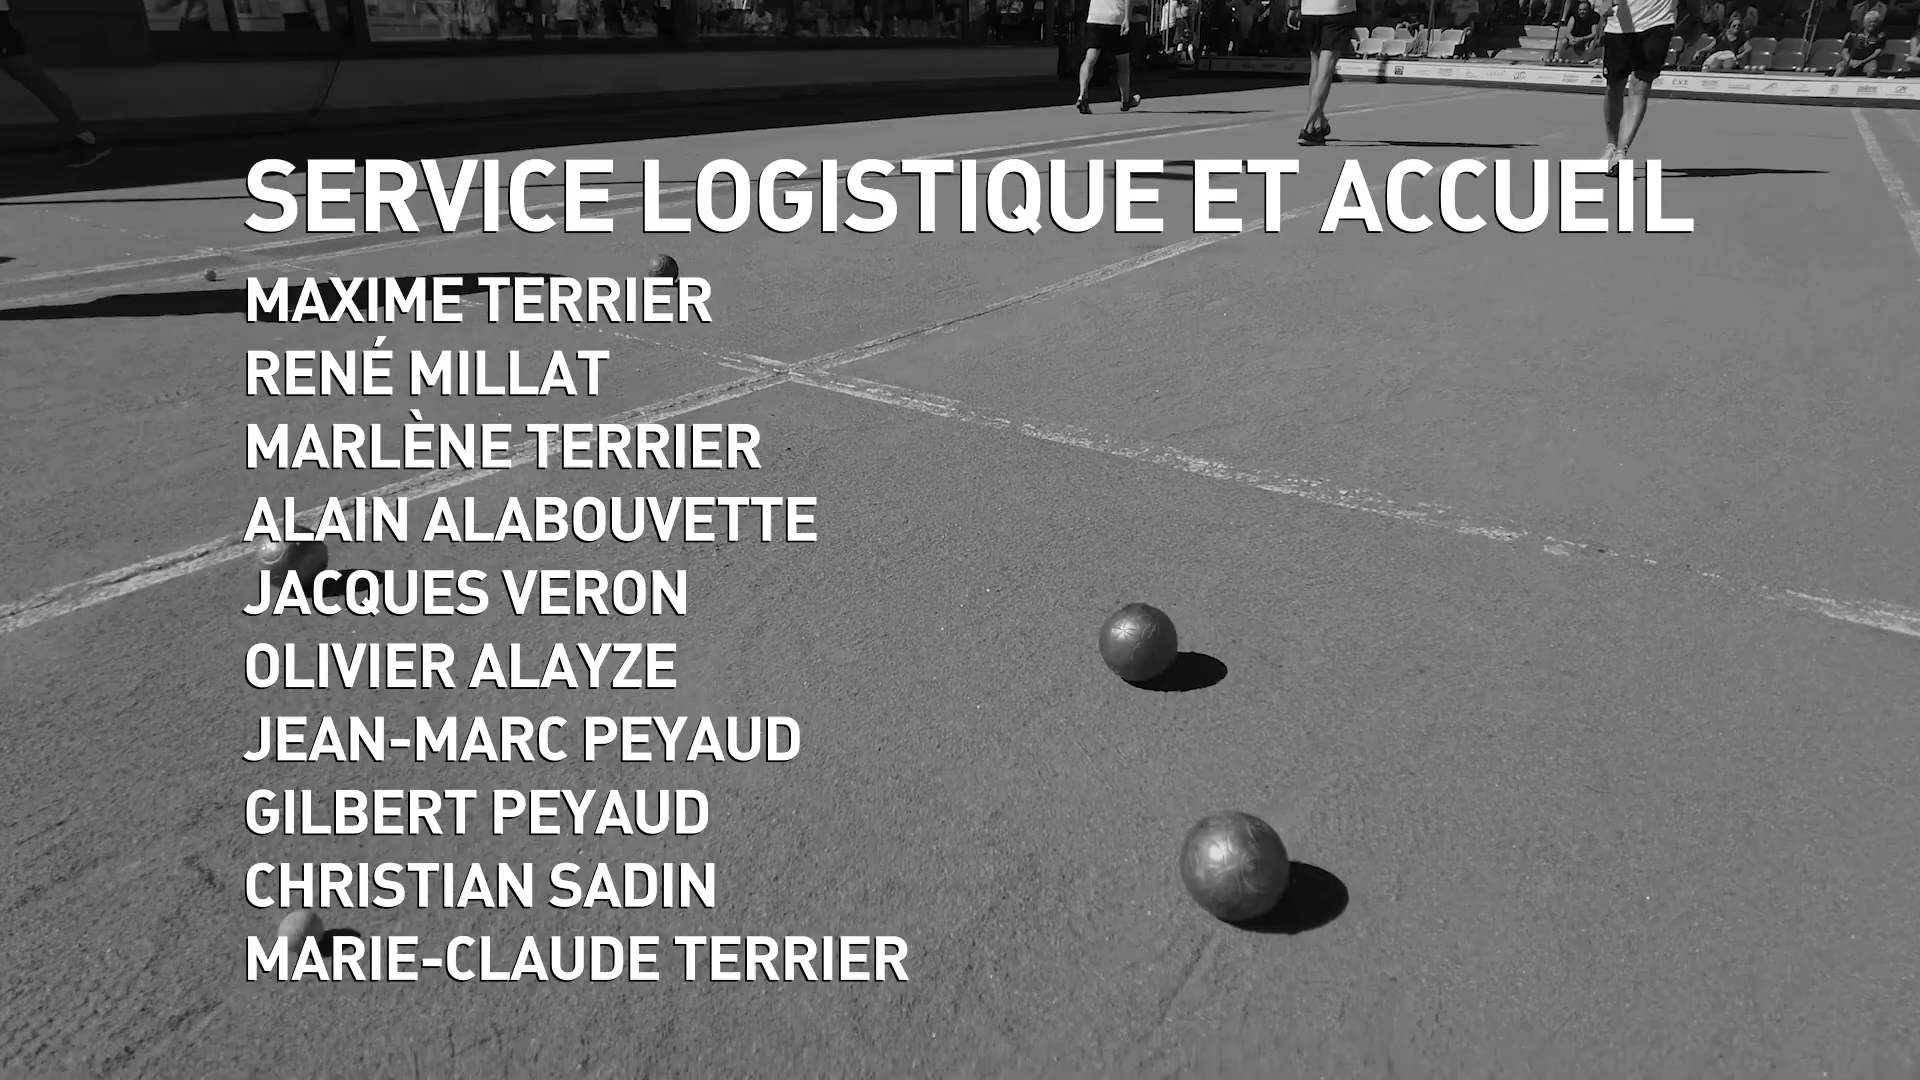 SERVICE LOGISTIQUE ET ACCUEIL
MAXIME TERRIER
RENÉ MILLAT
MARLÈNE TERRIER
ALAIN ALABOUVETTE
JACQUES VERON
OLIVIER ALAYZE
JEAN-MARC PEYAUD
GILBERT PEYAUD
CHRISTIAN SADIN
MARIE-CLAUDE TERRIER